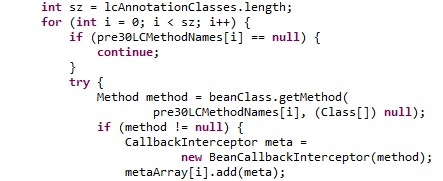 int sz = lcAnnotationClasses.length;
for (int i = 0; i < sz; i++) {
if (pre30LCMethodNames[i] == null) {
continue;
}
try {
Method method = beanClass.getMethod(
pre30LCMethodNames[i], (Class[]) null);
if (method != null) {
CallbackInterceptor meta =
new BeanCallbackInterceptor(method);
metaArray[i].add(meta);